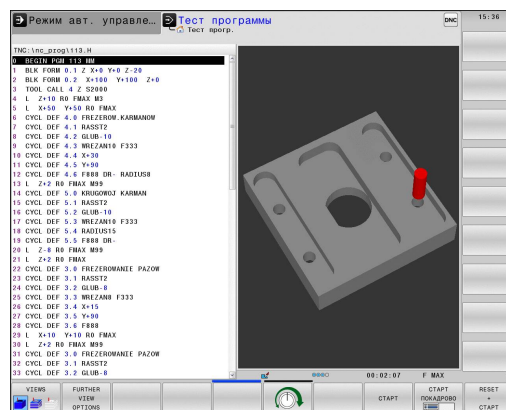 Режим авт. управле…
Тест программы
Тест прогр.
DNC
15:36
TNC:\nc_prog\113.H
0 BEGIN PGM 113 MM
1 BLK FORM 0.1 Z X+0 Y+0 Z-20
2 BLK FORM 0.2 X+100 Y+100 Z+0
3 TOOL CALL 4 Z S2000
4 L Z+10 R0 FMAX M3
5 L X+50 Y+50 R0 FMAX
6 CYCL DEF 4.0 FREZEROW.KARMANOW
7 CYCL DEF 4.1 RASST2
8 CYCL DEF 4.2 GLUB-10
9 CYCL DEF 4.3 WREZAN10 F333
10 CYCL DEF 4.4 X+30
11 CYCL DEF 4.5 Y+90
12 CYCL DEF 4.6 F888 DR- RADIUS8
13 L Z+2 R0 FMAX M99
14 CYCL DEF 5.0 KRUGOWOJ KARMAN
15 CYCL DEF 5.1 RASST2
16 CYCL DEF 5.2 GLUB-10
17 CYCL DEF 5.3 WREZAN10 F333
18 CYCL DEF 5.4 RADIUS15
19 CYCL DEF 5.5 F888 DR-
20 L Z-8 R0 FMAX M99
21 L Z+2 R0 FMAX
22 CYCL DEF 3.0 FREZEROWANIE PAZOW
23 CYCL DEF 3.1 RASST2
24 CYCL DEF 3.2 GLUB-8
25 CYCL DEF 3.3 WREZAN8 F333
26 CYCL DEF 3.4 X+15
27 CYCL DEF 3.5 Y+90
28 CYCL DEF 3.6 F888
29 L X+10 Y+10 R0 FMAX
30 L Z+2 R0 FMAX M99
31 CYCL DEF 3.0 FREZEROWANIE PAZOW
32 CYCL DEF 3.1 RASST2
33 CYCL DEF 3.2 GLUB-8
00:02:07 F MAX
VIEWS
FURTHER
VIEW
OPTIONS
СТАРТ
СТАРТ
ПОКАДРОВО
RESET
+
СТАРТ